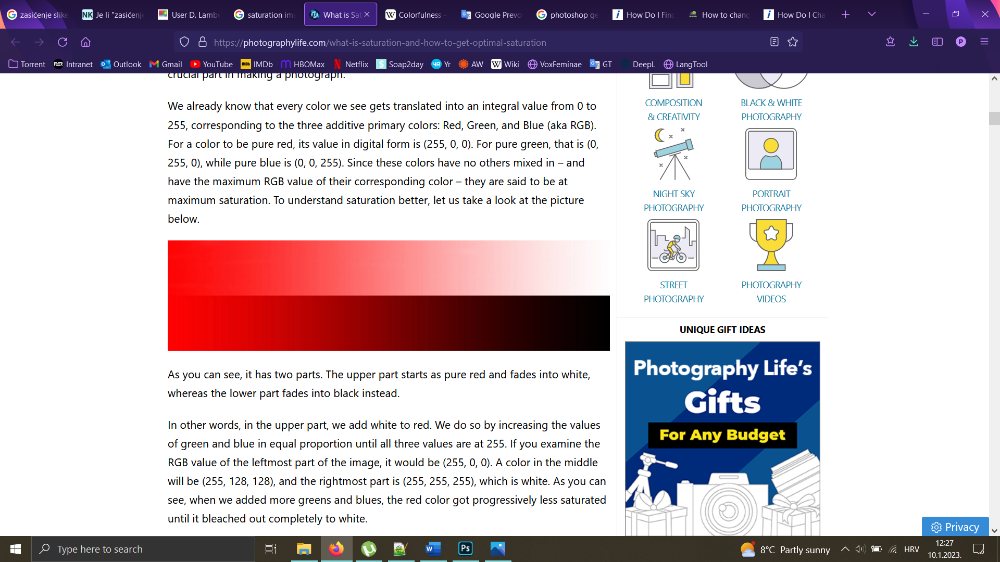 zasićenje slike
Je li "zasićenj
User D. Lambe
saturation ima
What is Sat
Colorfulness -
Google Prevo
photoshop ge
How Do I Fin
How to chang
How Do I Cha
https://photographylife.com/what-is-saturation-and-how-to-get-optimal-saturation
Torrent
Intranet
Outlook
Gmail
YouTube
IMDb
HBOMax
Netflix
Soap2day
Yr
AW
Wiki
VoxFeminae
GT
DeepL
LangTool
crucial part in making a photograph.
We already know that every color we see gets translated into an integral value from 0 to
255, corresponding to the three additive primary colors: Red, Green, and Blue (aka RGB).
For a color to be pure red, its value in digital form is (255, 0, 0). For pure green, that is (0,
255, 0), while pure blue is (0, 0, 255). Since these colors have no others mixed in – and
have the maximum RGB value of their corresponding color – they are said to be at
maximum saturation. To understand saturation better, let us take a look at the picture
below.
As you can see, it has two parts. The upper part starts as pure red and fades into white,
whereas the lower part fades into black instead.
In other words, in the upper part, we add white to red. We do so by increasing the values
of green and blue in equal proportion until all three values are at 255. If you examine the
RGB value of the leftmost part of the image, it would be (255, 0, 0). A color in the middle
will be (255, 128, 128), and the rightmost part is (255, 255, 255), which is white. As you can
see, when we added more greens and blues, the red color got progressively less saturated
until it bleached out completely to white.
COMPOSITION
& CREATIVITY
BLACK & WHITE
PHOTOGRAPHY
NIGHT SKY
PHOTOGRAPHY
PORTRAIT
PHOTOGRAPHY
STREET
PHOTOGRAPHY
PHOTOGRAPHY
VIDEOS
UNIQUE GIFT IDEAS
Photography Life's
Gifts
For Any Budget
Privacy
Type here to search
8°C Partly sunny
HRV
12:27
10.1.2023.